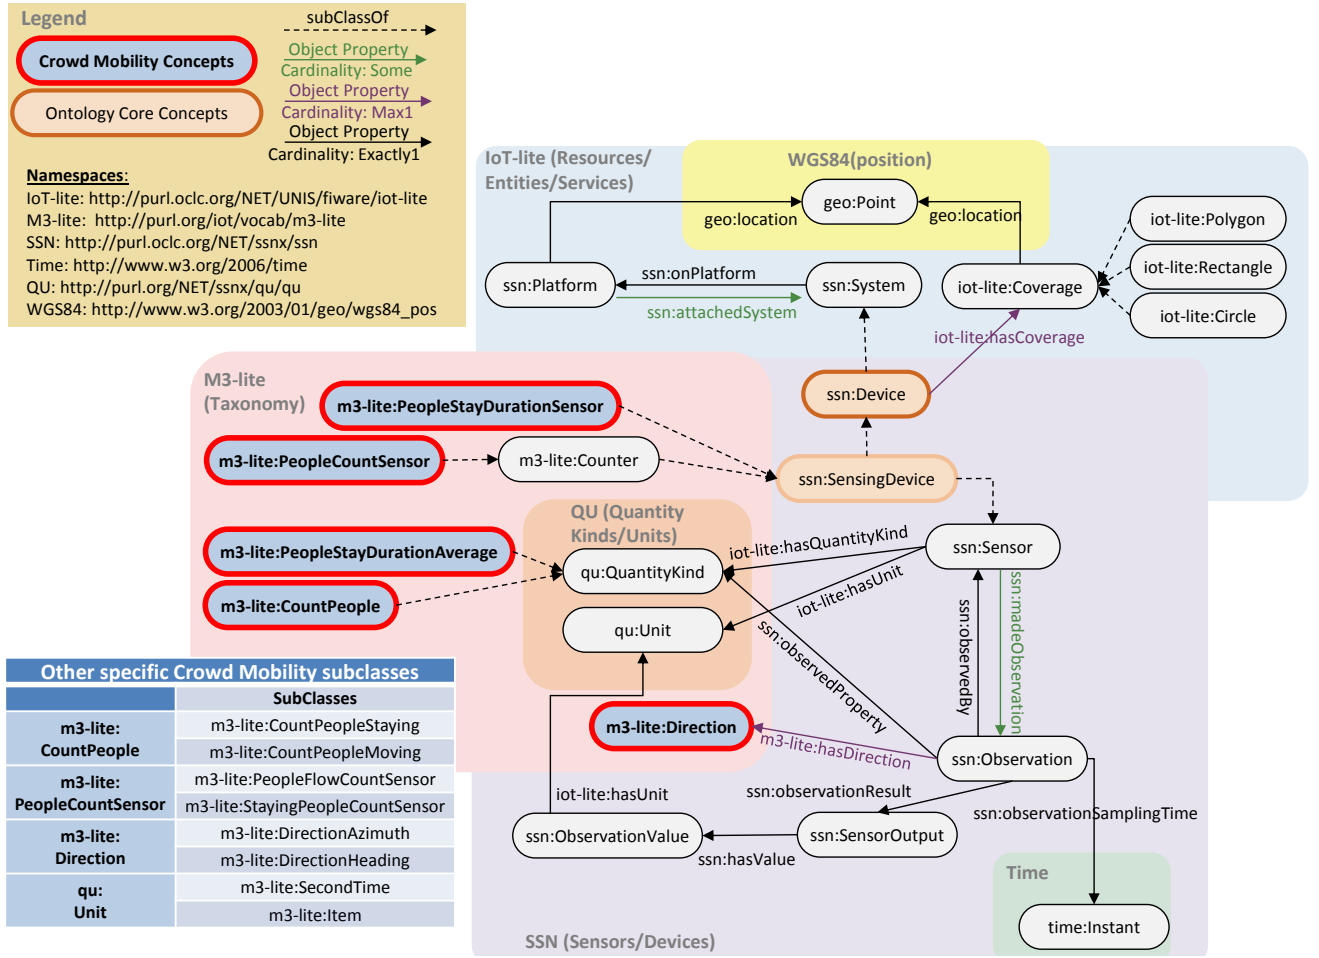 Legend
subClassOf
Crowd Mobility Concepts
Object Property
Cardinality: Some
Ontology Core Concepts
Object Property
Cardinality: Max1
Object Property
Cardinality: Exactly1
Namespaces:
IoT-lite: http://purl.oclc.org/NET/UNIS/fiware/iot-lite
M3-lite: http://purl.org/iot/vocab/m3-lite
SSN: http://purl.oclc.org/NET/ssnx/ssn
Time: http://www.w3.org/2006/time
QU: http://purl.org/NET/ssnx/qu/qu
WGS84: http://www.w3.org/2003/01/geo/wgs84_pos
IoT-lite (Resources/
Entities/Services)
WGS84(position)
geo:Point
geo:location
geo:location
iot-lite:Polygon
iot-lite:Rectangle
iot-lite:Circle
ssn:Platform
ssn:onPlatform
ssn:attachedSystem
ssn:System
iot-lite:Coverage
iot-lite:hasCoverage
M3-lite
(Taxonomy)
m3-lite:PeopleStayDurationSensor
ssn:Device
m3-lite:PeopleCountSensor
m3-lite:Counter
ssn:SensingDevice
QU (Quantity
Kinds/Units)
m3-lite:PeopleStayDurationAverage
qu:QuantityKind
iot-lite:hasQuantityKind
ssn:Sensor
m3-lite:CountPeople
iot-lite:hasUnit
qu:Unit
ssn:observedProperty
ssn:observedBy
ssn:madeObservation
m3-lite:Direction
m3-lite:hasDirection
ssn:Observation
iot-lite:hasUnit
ssn:observationResult
ssn:observationSamplingTime
ssn:ObservationValue
ssn:hasValue
ssn:SensorOutput
Time
time:Instant
SSN (Sensors/Devices)
Other specific Crowd Mobility subclasses
SubClasses
m3-lite:
CountPeople
m3-lite:CountPeopleStaying
m3-lite:CountPeopleMoving
m3-lite:
PeopleCountSensor
m3-lite:PeopleFlowCountSensor
m3-lite:StayingPeopleCountSensor
m3-lite:
Direction
m3-lite:DirectionAzimuth
m3-lite:DirectionHeading
qu:
Unit
m3-lite:SecondTime
m3-lite:Item